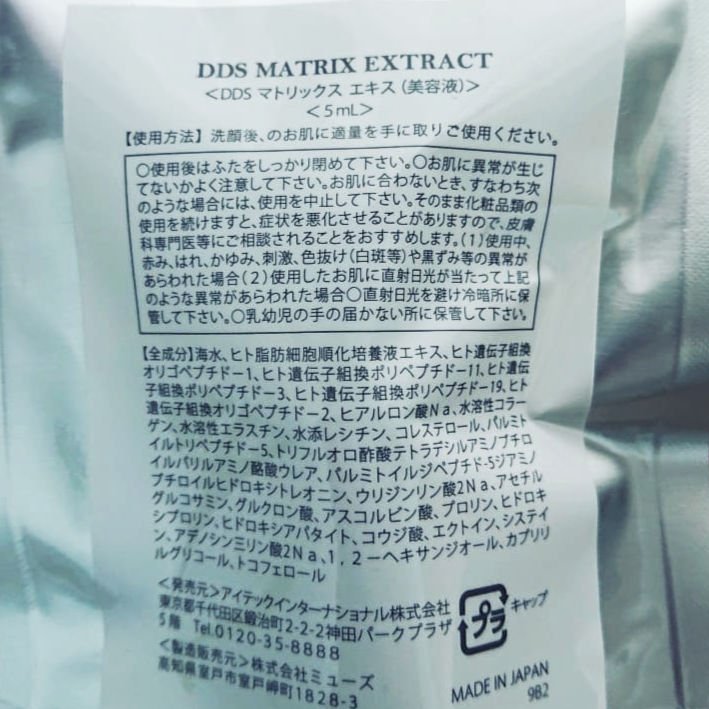 DDS MATRIX EXTRACT
<DDS マトリックス エキス(美容液)>
<5mL>
【使用方法】洗顔後、のお肌に適量を手に取りご使用ください。
○使用後はふたをしっかり閉めて下さい。○お肌に異常が生じ
てないかよく注意して下さい。お肌に合わないとき、すなわち次
のような場合には、使用を中止して下さい。そのまま化粧品類の
使用を続けますと、症状を悪化させることがありますので、皮膚
科専門医等にご相談されることをおすすめします。(1)使用中、
赤み、はれ、かゆみ、刺激、色抜け(白斑等)や黒ずみ等の異常が
あらわれた場合(2)使用したお肌に直射日光が当たって上記
のような異常があらわれた場合○直射日光を避け冷暗所に保
管して下さい。○乳幼児の手の届かない所に保管して下さい。
【全成分】海水、ヒト脂肪細胞順化培養液エキス、ヒト遺伝子組換
オリゴペプチドー1、ヒト遺伝子組換ポリペプチドー11、ヒト遺伝
子組換ポリペプチドー3、ヒト遺伝子組換ポリペプチドー19、ヒト
遺伝子組換オリゴペプチドー2、ヒアルロン酸Na、水溶性コラー
ゲン、水溶性エラスチン、水添レシチン、コレステロール、パルミト
イルトリペプチドー5、トリフルオロ酢酸テトラデシルアミノブチロ
イルバリルアミノ酪酸ウレア、パルミトイルジペプチド-5ジアミノ
ブチロイルヒドロキシトレオニン、ウリジンリン酸2Na、アセチル
グルコサミン、グルクロン酸、アスコルビン酸、プロリン、ヒドロキ
シプロリン、ヒドロキシアパタイト、コウジ酸、エクトイン、システイ
ン、アデノシン三リン酸2Na、1,2ーヘキサンジオール、カプリリ
ルグリコール、トコフェロール
<発売元>アイテックインターナショナル株式会社
東京都千代田区鍛治町2-2-2神田パークプラザ
5階 Tel.0120-35-8888
<製造販売元>株式会社ミューズ
高知県室戸市室戸岬町1828-3
プラ
キャップ
MADE IN JAPAN
9B2